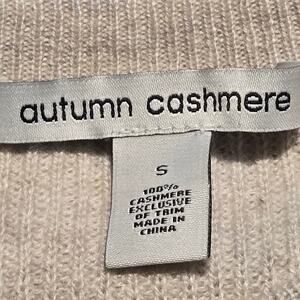 autumn cashmere
S
100%
CASHMERE
EXCLUSIVE
OF TRIM
MADE IN
CHINA